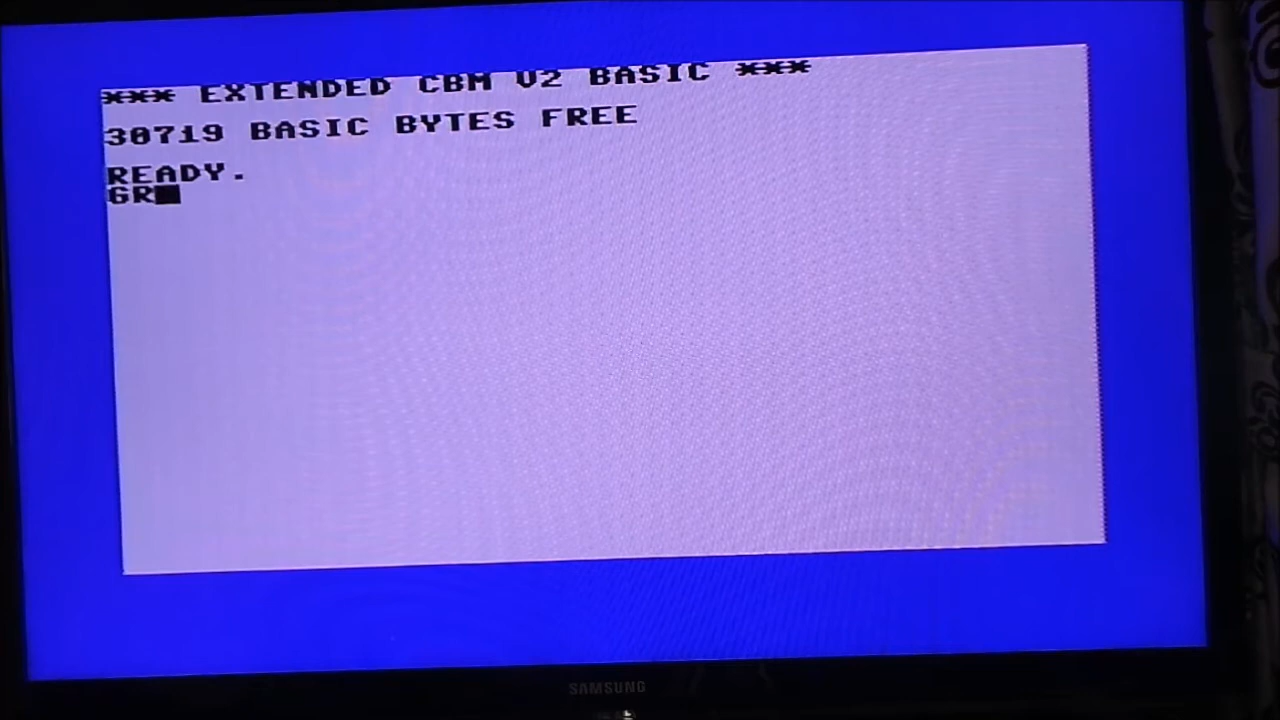 *** EXTENDED CBM V2 BASIC ***
30719 BASIC BYTES FREE
READY.
GR
SAMSUNG